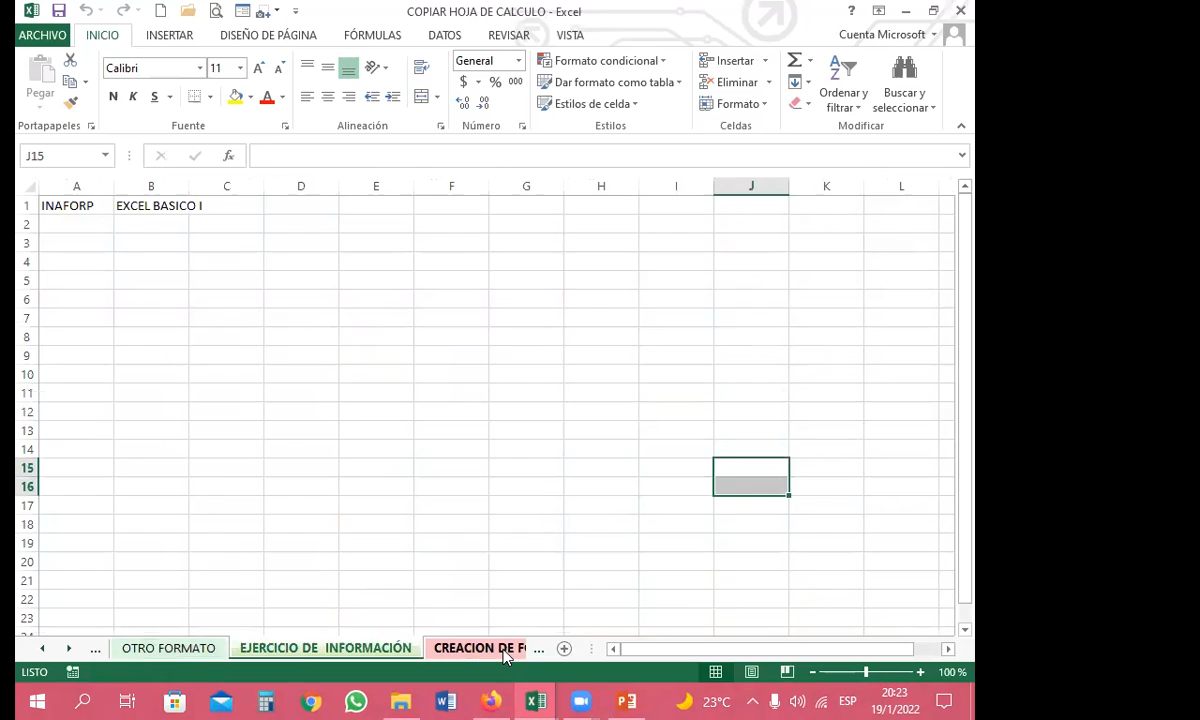 COPIAR HOJA DE CALCULO - Excel
?
ARCHIVO INICIO INSERTAR DISEÑO DE PÁGINA FÓRMULAS DATOS REVISAR VISTA Cuenta Microsoft
Pegar Calibri 11 General Formato condicional Insertar
N K S $ % 000 Dar formato como tabla Eliminar Ordenar y Buscar y
Estilos de celda Formato filtrar seleccionar
Portapapeles Fuente Alineación Número Estilos Celdas Modificar
J15 fx
A B C D E F G H I J K L
1 INAFORP EXCEL BASICO I
2
3
4
5
6
7
8
9
10
11
12
13
14
15
16
17
18
19
20
21
22
23
... OTRO FORMATO EJERCICIO DE INFORMACIÓN CREACION DE F ...
LISTO 100 %
23°C ESP 20:23
19/1/2022